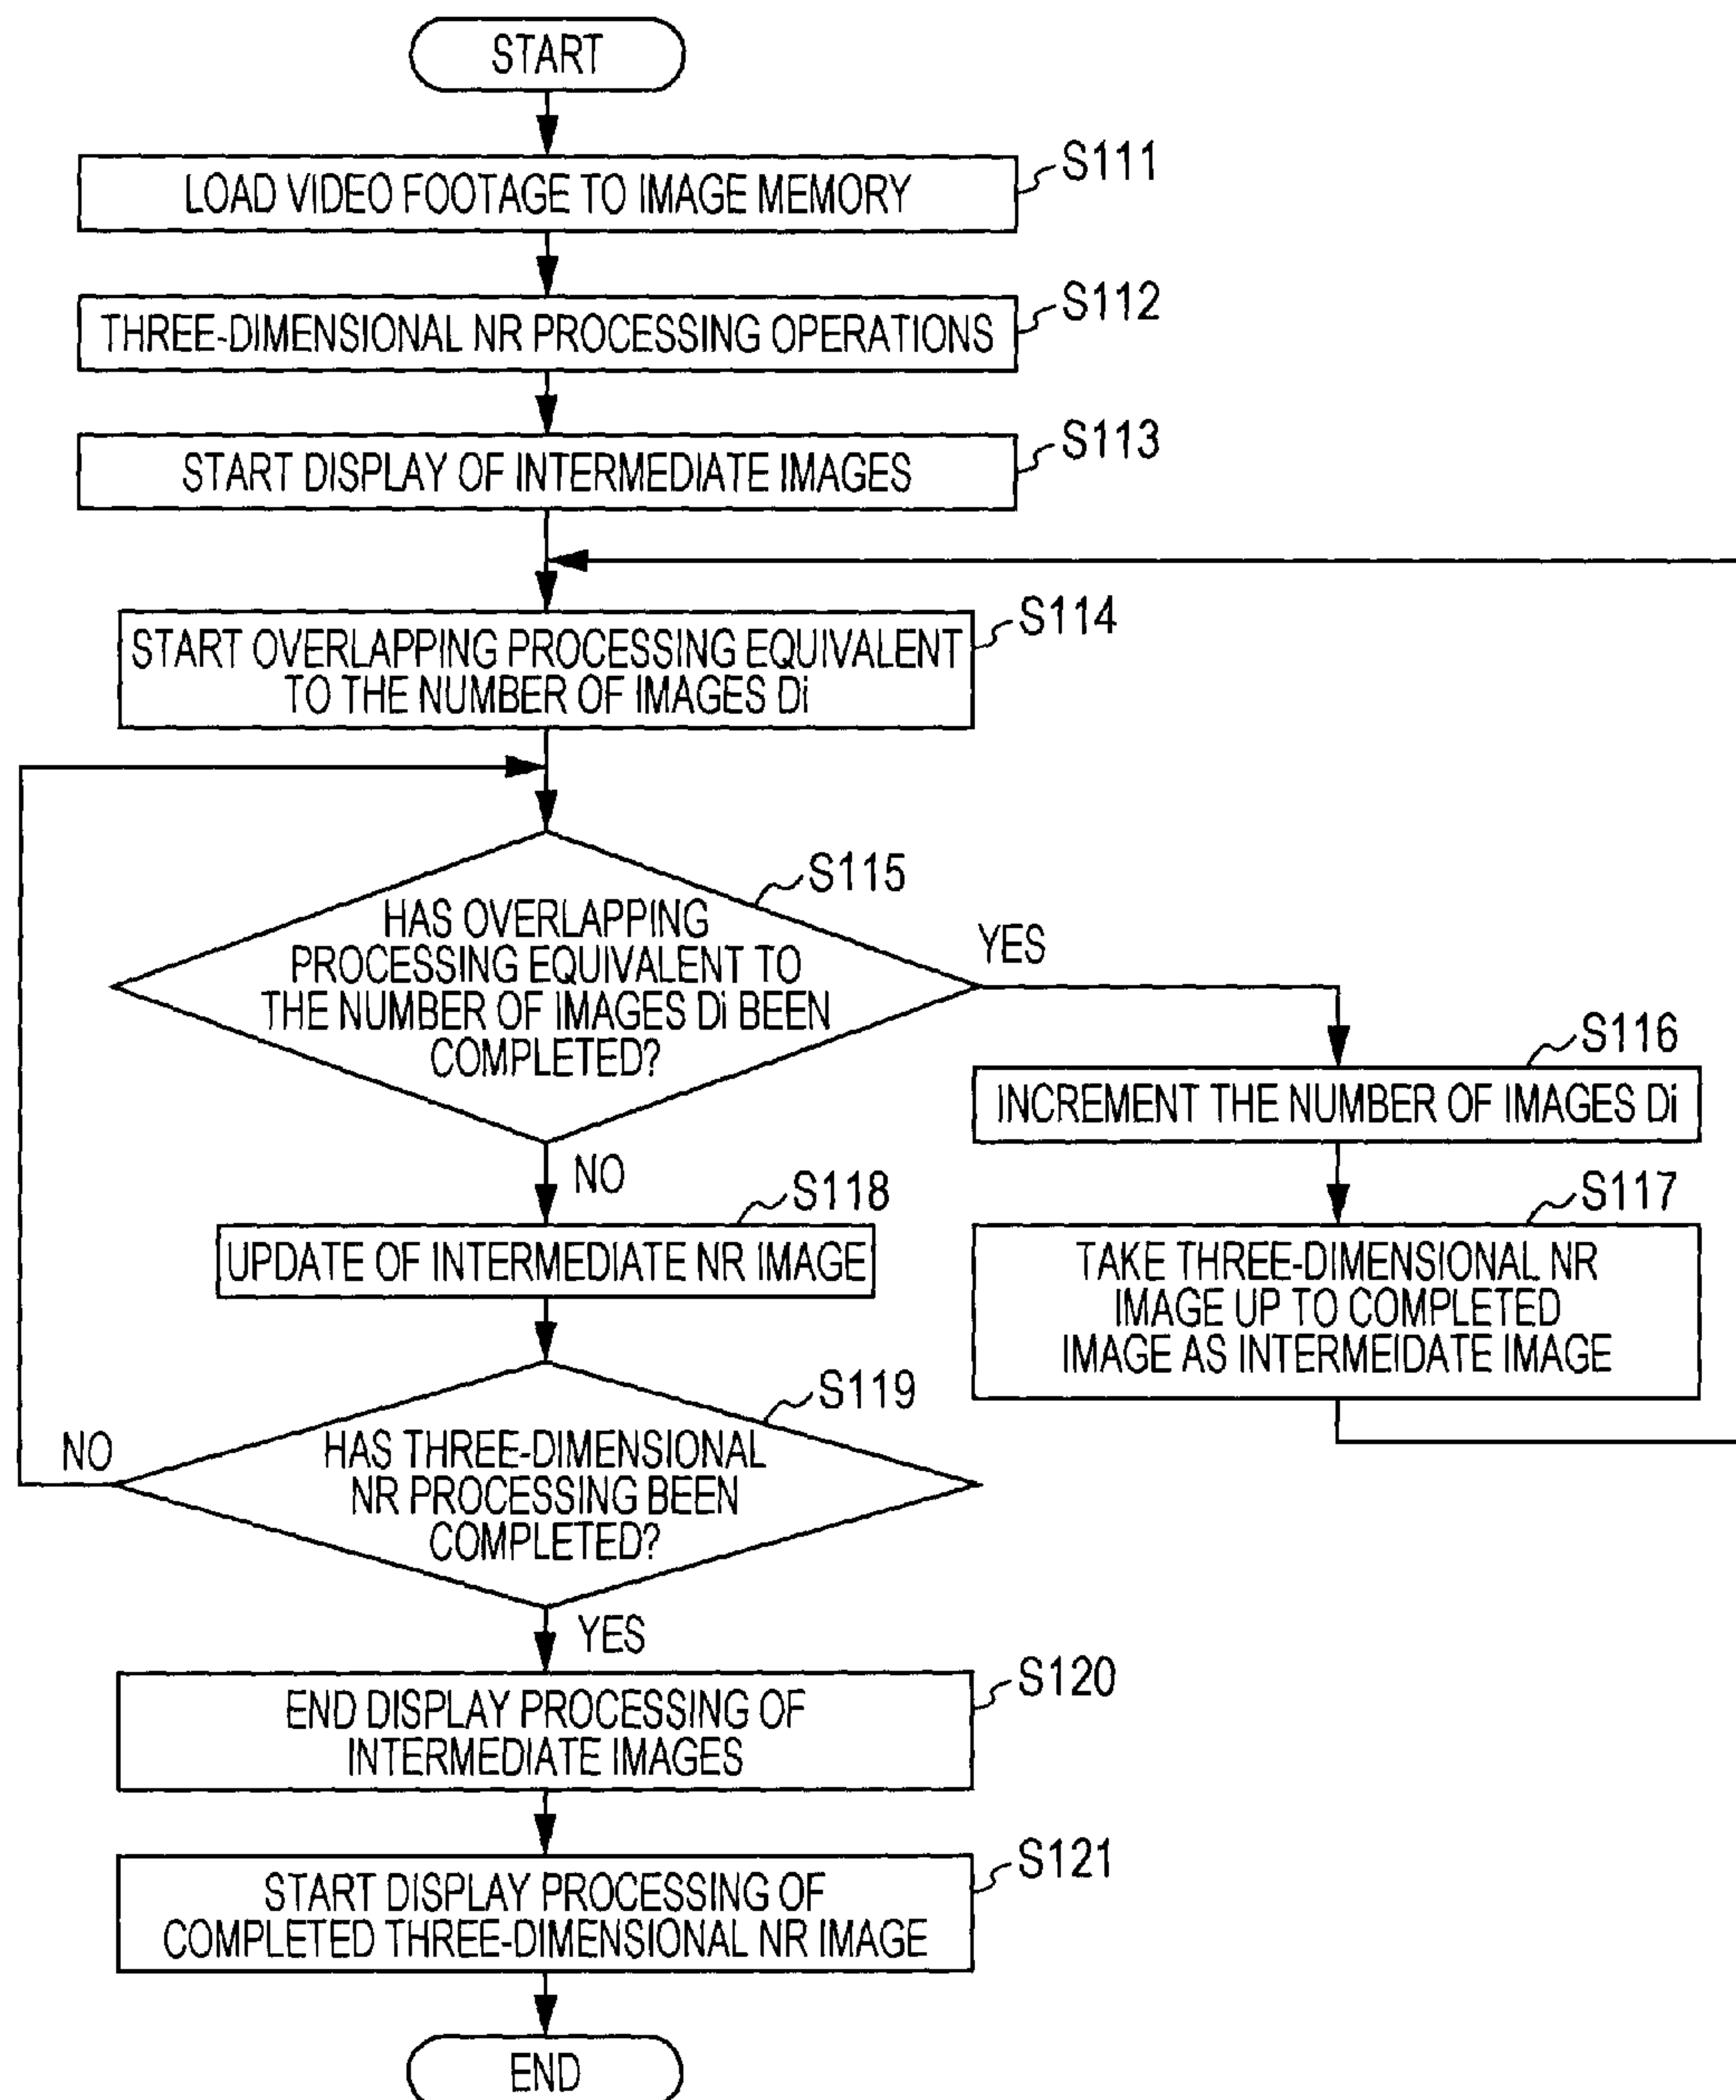 START
S111
LOAD VIDEO FOOTAGE TO IMAGE MEMORY
S112
THREE-DIMENSIONAL NR PROCESSING OPERATIONS
S113
START DISPLAY OF INTERMEDIATE IMAGES
S114
START OVERLAPPING PROCESSING EQUIVALENT
TO THE NUMBER OF IMAGES Di
S115
HAS OVERLAPPING
PROCESSING EQUIVALENT TO
THE NUMBER OF IMAGES Di BEEN
COMPLETED?
YES
S116
INCREMENT THE NUMBER OF IMAGES Di
S117
TAKE THREE-DIMENSIONAL NR
IMAGE UP TO COMPLETED
IMAGE AS INTERMEIDATE IMAGE
NO
S118
UPDATE OF INTERMEDIATE NR IMAGE
S119
HAS THREE-DIMENSIONAL
NR PROCESSING BEEN
COMPLETED?
NO
YES
S120
END DISPLAY PROCESSING OF
INTERMEDIATE IMAGES
S121
START DISPLAY PROCESSING OF
COMPLETED THREE-DIMENSIONAL NR IMAGE
END